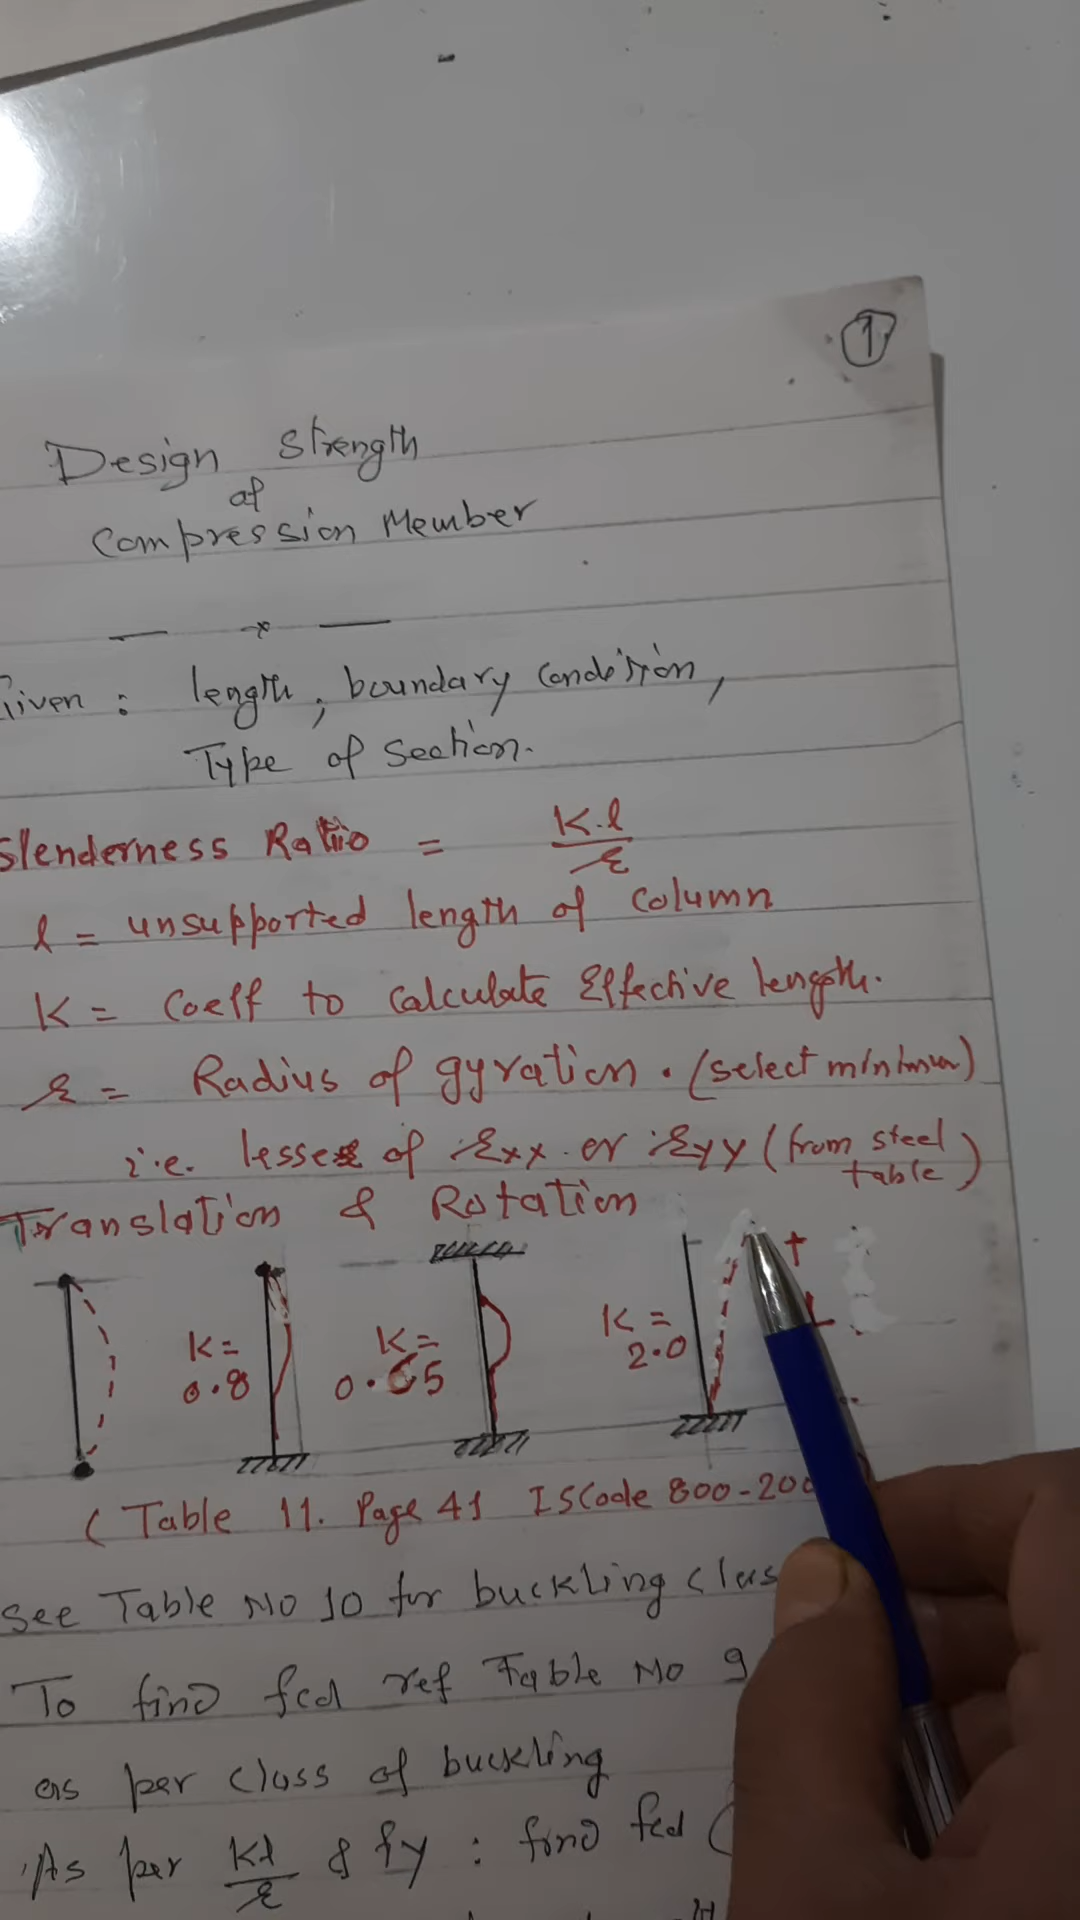 1
Design Strength
of
Compression Member
Given : length, boundary condition,
Type of Section.
Slenderness Ratio = K.l / r
l = unsupported length of column
K = Coeff to calculate Effective length.
r = Radius of gyration. (select minimum)
i.e. lesser of rxx or ryy (from steel table)
Translation & Rotation
K = 0.8
K = 0.65
K = 2.0
(Table 11. Page 41 IS Code 800-200
See Table No 10 for buckling clas
To find fcd ref Table No 9
as per class of buckling
As per Kl / r & fy : find fcd (